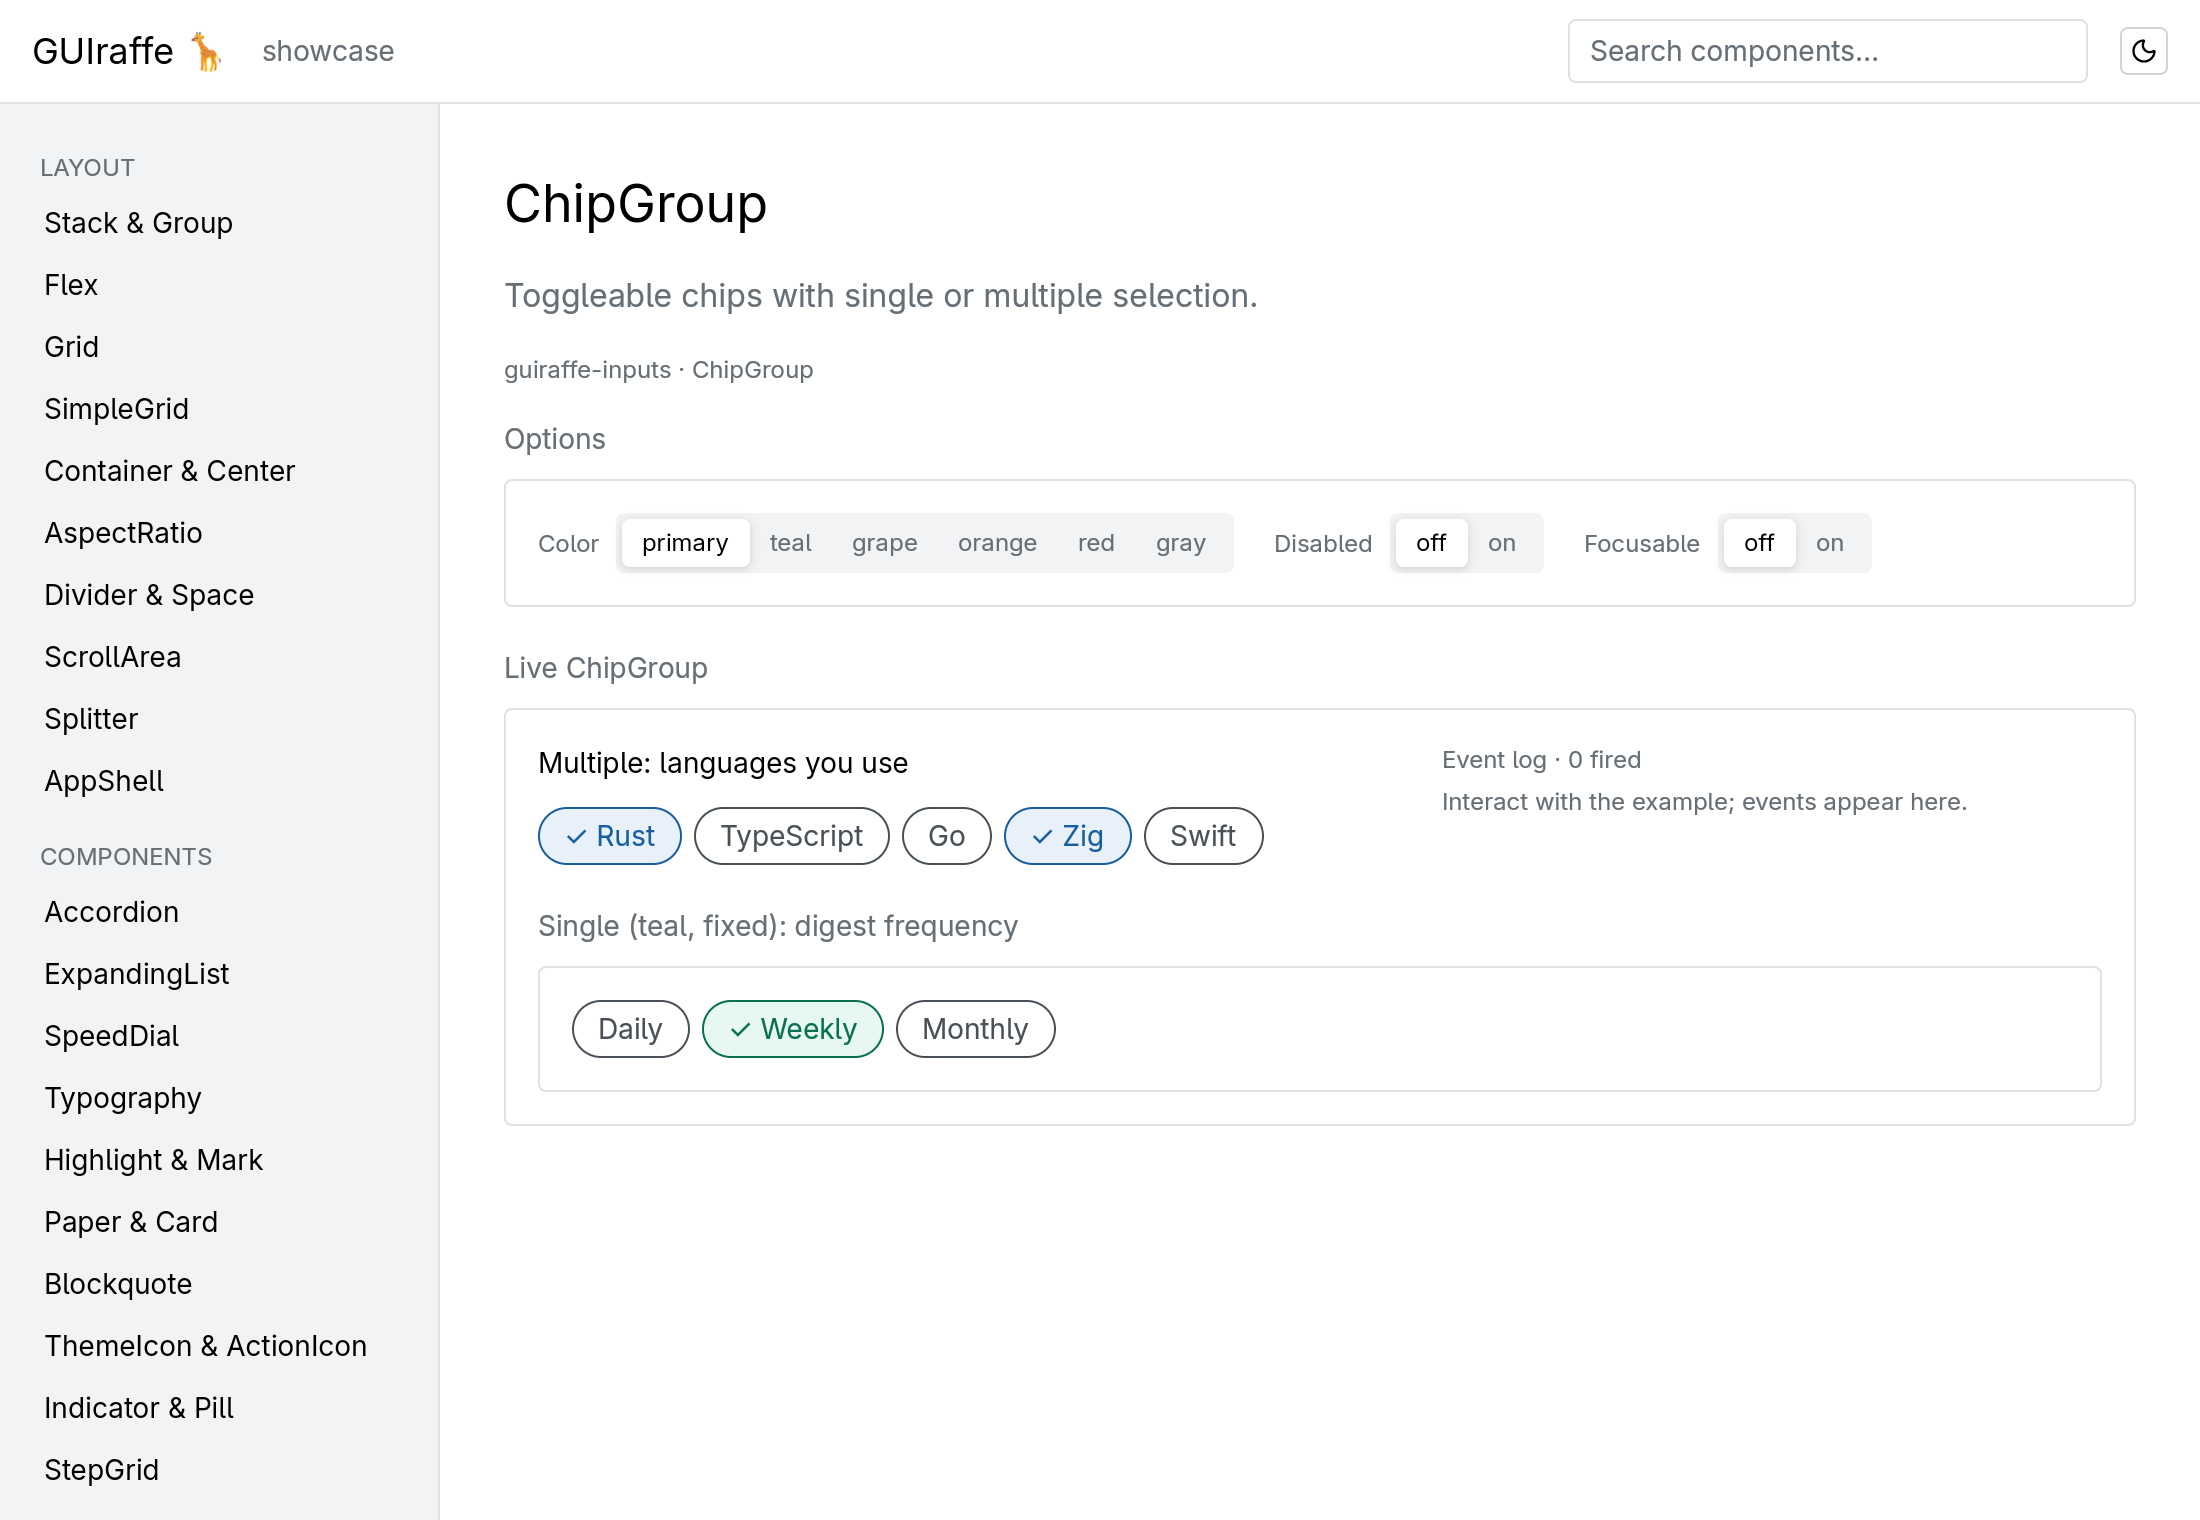 GUIraffe 🦒 showcase
Search components...
LAYOUT
Stack & Group
Flex
Grid
SimpleGrid
Container & Center
AspectRatio
Divider & Space
ScrollArea
Splitter
AppShell
COMPONENTS
Accordion
ExpandingList
SpeedDial
Typography
Highlight & Mark
Paper & Card
Blockquote
ThemeIcon & ActionIcon
Indicator & Pill
StepGrid
ChipGroup
Toggleable chips with single or multiple selection.
guiraffe-inputs · ChipGroup
Options
Color primary teal grape orange red gray Disabled off on Focusable off on
Live ChipGroup
Multiple: languages you use
Rust TypeScript Go Zig Swift
Event log · 0 fired
Interact with the example; events appear here.
Single (teal, fixed): digest frequency
Daily Weekly Monthly